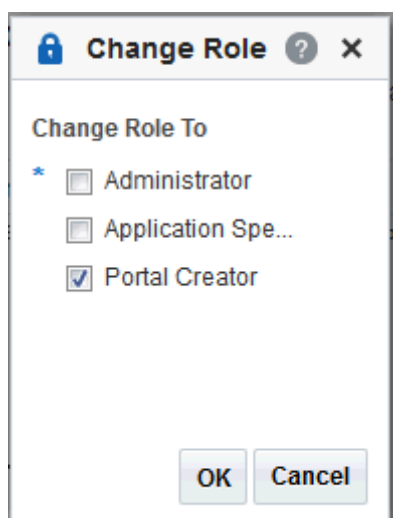 Change Role ? ×
Change Role To
* Administrator
Application Spe...
Portal Creator
OK Cancel